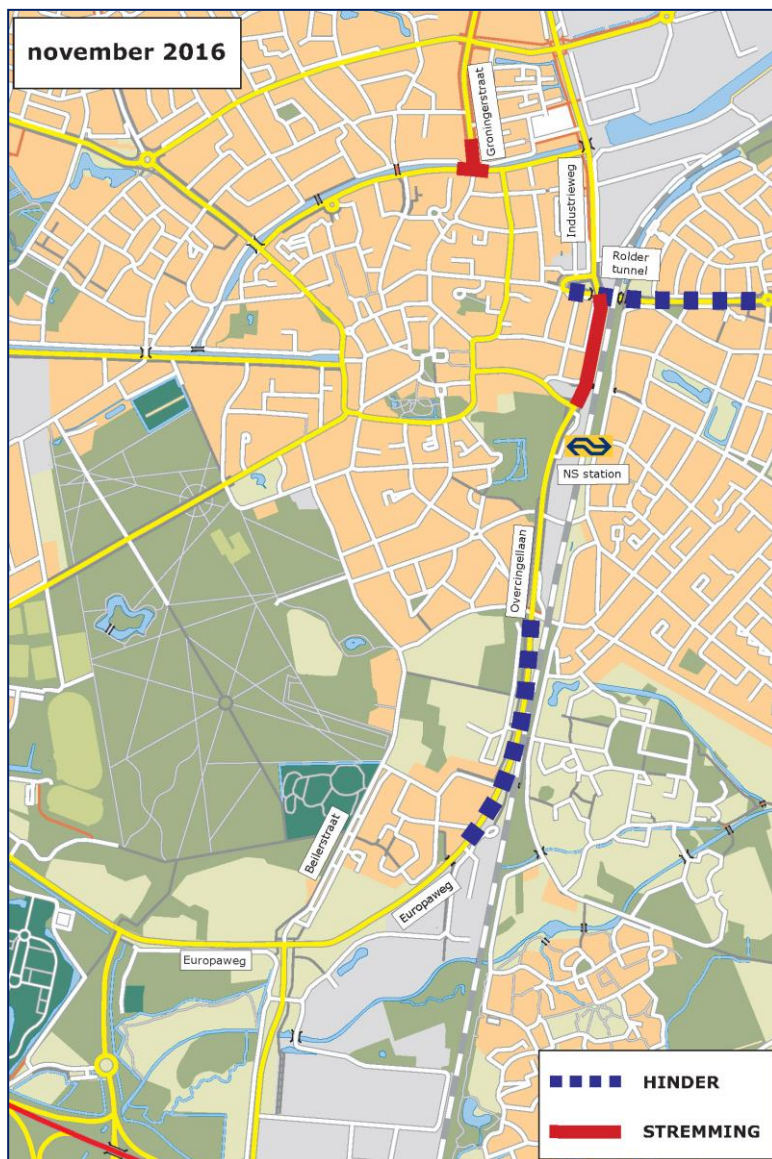 november 2016
Groningerstraat
Industrieweg
Rolder
tunnel
NS station
Overcingellaan
Beilerstraat
Europaweg
Europaweg
HINDER
STREMMING